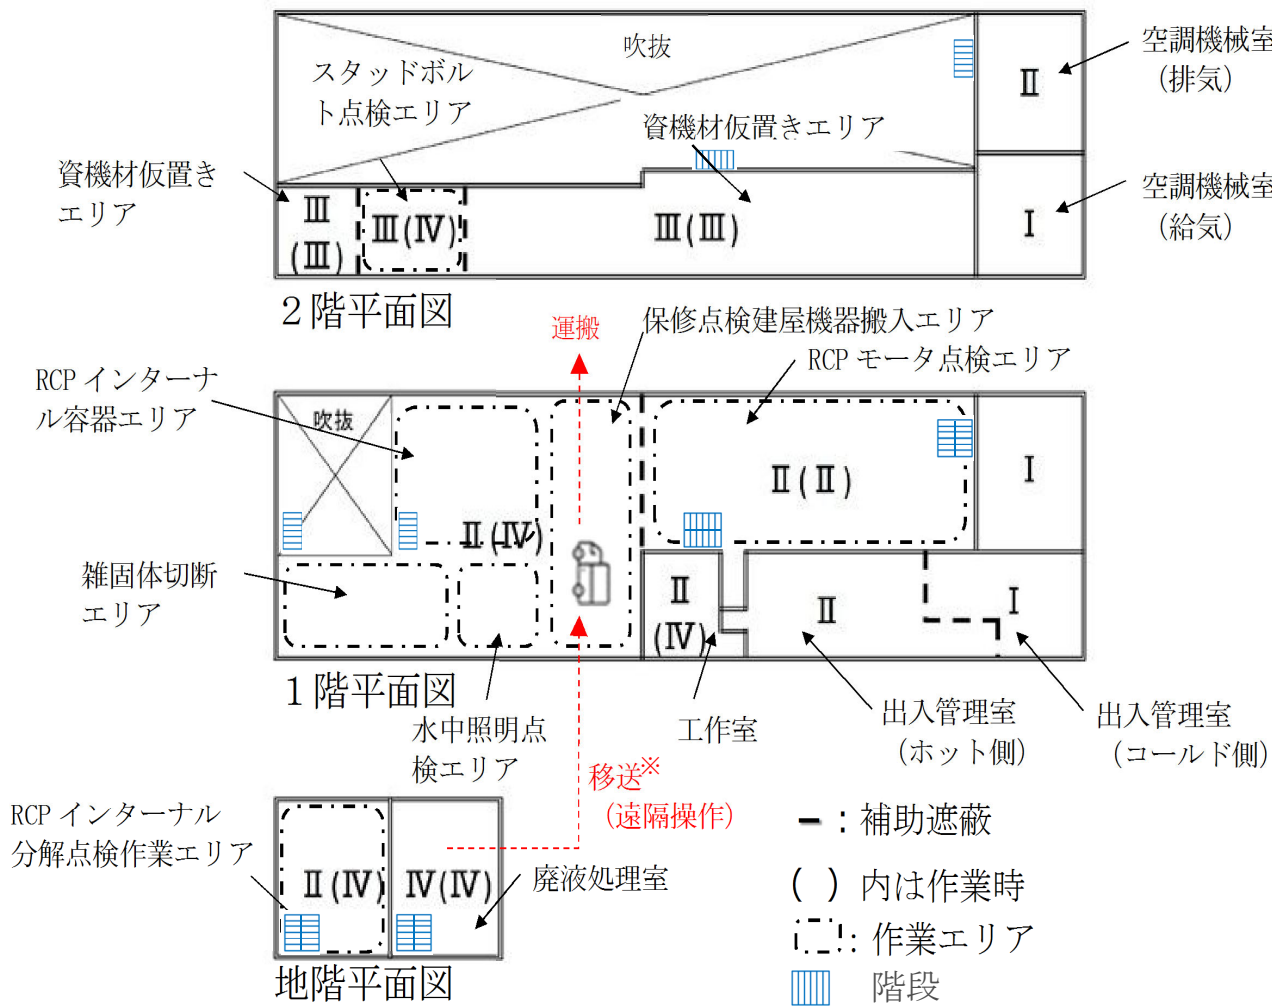 吹抜
空調機械室
（排気）
Ⅱ
スタッドボル
ト点検エリア
資機材仮置きエリア
資機材仮置き
エリア
Ⅲ
(Ⅲ)
Ⅲ(Ⅳ)
Ⅲ(Ⅲ)
Ⅰ
空調機械室
（給気）
２階平面図
運搬
保修点検建屋機器搬入エリア
RCP モータ点検エリア
RCP インターナ
ル容器エリア
吹抜
Ⅱ(Ⅳ)
Ⅱ(Ⅱ)
Ⅰ
雑固体切断
エリア
Ⅱ
(Ⅳ)
Ⅱ
Ⅰ
１階平面図
水中照明点
検エリア
工作室
出入管理室
（ホット側）
出入管理室
（コールド側）
移送※
（遠隔操作）
RCP インターナル
分解点検作業エリア
Ⅱ(Ⅳ)
Ⅳ(Ⅳ)
廃液処理室
地階平面図
：補助遮蔽
( ) 内は作業時
：作業エリア
階段